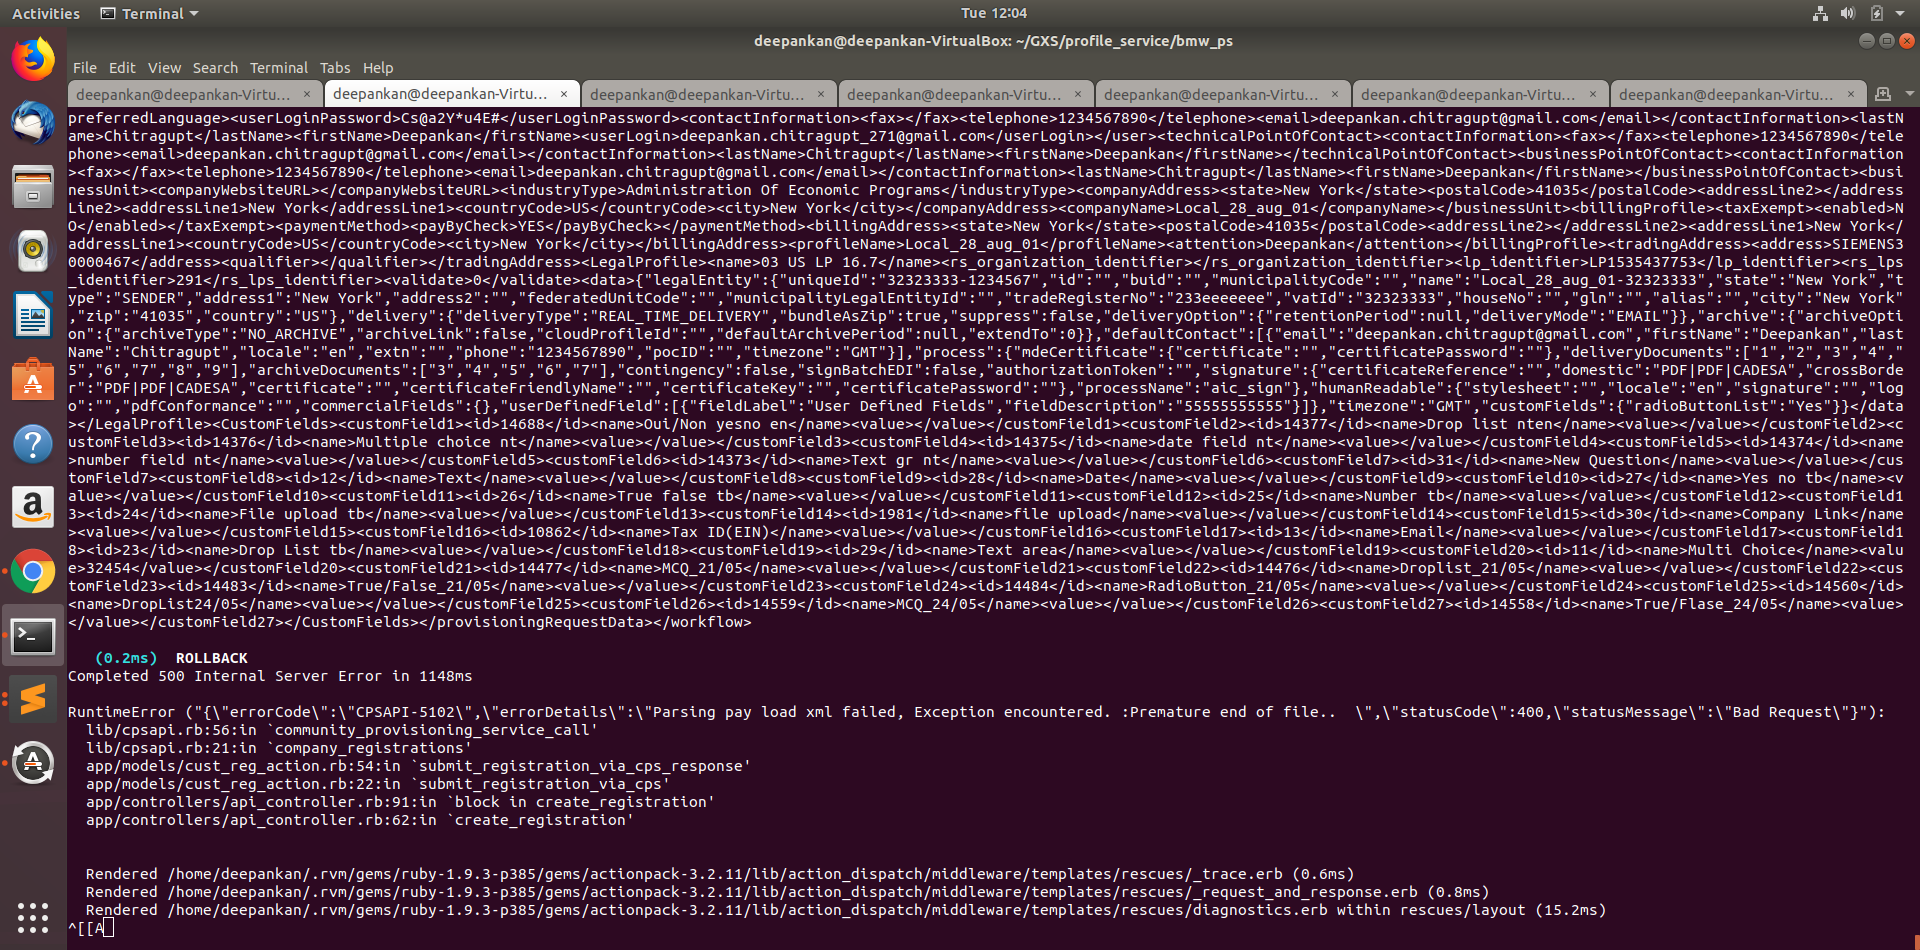 Activities Terminal Tue 12:04
deepankan@deepankan-VirtualBox: ~/GXS/profile_service/bmw_ps
File Edit View Search Terminal Tabs Help
deepankan@deepankan-Virtu... × deepankan@deepankan-Virtu... × deepankan@deepankan-Virtu... × deepankan@deepankan-Virtu... × deepankan@deepankan-Virtu... × deepankan@deepankan-Virtu... × deepankan@deepankan-Virtu... ×
preferredLanguage><userLoginPassword>Cs@a2Y*u4E#</userLoginPassword><contactInformation><fax></fax><telephone>1234567890</telephone><email>deepankan.chitragupt@gmail.com</email></contactInformation><lastN
ame>Chitragupt</lastName><firstName>Deepankan</firstName><userLogin>deepankan.chitragupt_271@gmail.com</userLogin></user><technicalPointOfContact><contactInformation><fax></fax><telephone>1234567890</tele
phone><email>deepankan.chitragupt@gmail.com</email></contactInformation><lastName>Chitragupt</lastName><firstName>Deepankan</firstName></technicalPointOfContact><businessPointOfContact><contactInformation
><fax></fax><telephone>1234567890</telephone><email>deepankan.chitragupt@gmail.com</email></contactInformation><lastName>Chitragupt</lastName><firstName>Deepankan</firstName></businessPointOfContact><busi
nessUnit><companyWebsiteURL></companyWebsiteURL><industryType>Administration Of Economic Programs</industryType><companyAddress><state>New York</state><postalCode>41035</postalCode><addressLine2></address
Line2><addressLine1>New York</addressLine1><countryCode>US</countryCode><city>New York</city></companyAddress><companyName>Local_28_aug_01</companyName></businessUnit><billingProfile><taxExempt><enabled>N
O</enabled></taxExempt><paymentMethod><payByCheck>YES</payByCheck></paymentMethod><billingAddress><state>New York</state><postalCode>41035</postalCode><addressLine2></addressLine2><addressLine1>New York</
addressLine1><countryCode>US</countryCode><city>New York</city></billingAddress><profileName>Local_28_aug_01</profileName><attention>Deepankan</attention></billingProfile><tradingAddress><address>SIEMENS3
0000467</address><qualifier></qualifier></tradingAddress><LegalProfile><name>03 US LP 16.7</name><rs_organization_identifier></rs_organization_identifier><lp_identifier>LP1535437753</lp_identifier><rs_lps
_identifier>291</rs_lps_identifier><validate>0</validate><data>{"legalEntity":{"uniqueId":"32323333-1234567","id":"","buid":"","municipalityCode":"","name":"Local_28_aug_01-32323333","state":"New York","t
ype":"SENDER","address1":"New York","address2":"","federatedUnitCode":"","municipalityLegalEntityId":"","tradeRegisterNo":"233eeeeeee","vatId":"32323333","houseNo":"","gln":"","alias":"","city":"New York"
,"zip":"41035","country":"US"},"delivery":{"deliveryType":"REAL_TIME_DELIVERY","bundleAsZip":true,"suppress":false,"deliveryOption":{"retentionPeriod":null,"deliveryMode":"EMAIL"}},"archive":{"archiveOpti
on":{"archiveType":"NO_ARCHIVE","archiveLink":false,"cloudProfileId":"","defaultArchivePeriod":null,"extendTo":0}},"defaultContact":[{"email":"deepankan.chitragupt@gmail.com","firstName":"Deepankan","last
Name":"Chitragupt","locale":"en","extn":"","phone":"1234567890","pocID":"" "timezone":"GMT"}],"process":{"mdeCertificate":{"certificate":"","certificatePassword":""},"deliveryDocuments":["1","2","3","4","
5","6","7","8","9"],"archiveDocuments":["3","4","5","6","7"],"contingency":false,"signBatchEDI":false,"authorizationToken":"","signature":{"certificateReference":"","domestic":"PDF|PDF|CADESA","crossBorde
r":"PDF|PDF|CADESA","certificate":"","certificateFriendlyName":"","certificateKey":"","certificatePassword":""},"processName":"aic_sign"},"humanReadable":{"stylesheet":"","locale":"en","signature":"","log
o":"","pdfConformance":"","commercialFields":{},"userDefinedField":[{"fieldLabel":"User Defined Fields","fieldDescription":"55555555555"}]},"timezone":"GMT","customFields":{"radioButtonList":"Yes"}}</data
></LegalProfile><CustomFields><customField1><id>14688</id><name>Oui/Non yesno en</name><value></value></customField1><customField2><id>14377</id><name>Drop list nten</name><value></value></customField2><c
ustomField3><id>14376</id><name>Multiple choice nt</name><value></value></customField3><customField4><id>14375</id><name>date field nt</name><value></value></customField4><customField5><id>14374</id><name
>number field nt</name><value></value></customField5><customField6><id>14373</id><name>Text gr nt</name><value></value></customField6><customField7><id>31</id><name>New Question</name><value></value></cus
tomField7><customField8><id>12</id><name>Text</name><value></value></customField8><customField9><id>28</id><name>Date</name><value></value></customField9><customField10><id>27</id><name>Yes no tb</name><v
alue></value></customField10><customField11><id>26</id><name>True false tb</name><value></value></customField11><customField12><id>25</id><name>Number tb</name><value></value></customField12><customField1
3><id>24</id><name>File upload tb</name><value></value></customField13><customField14><id>1981</id><name>file upload</name><value></value></customField14><customField15><id>30</id><name>Company Link</name
><value></value></customField15><customField16><id>10862</id><name>Tax ID(EIN)</name><value></value></customField16><customField17><id>13</id><name>Email</name><value></value></customField17><customField1
8><id>23</id><name>Drop List tb</name><value></value></customField18><customField19><id>29</id><name>Text area</name><value></value></customField19><customField20><id>11</id><name>Multi Choice</name><valu
e>32454</value></customField20><customField21><id>14477</id><name>MCQ_21/05</name><value></value></customField21><customField22><id>14476</id><name>Droplist_21/05</name><value></value></customField22><cus
tomField23><id>14483</id><name>True/False_21/05</name><value></value></customField23><customField24><id>14484</id><name>RadioButton_21/05</name><value></value></customField24><customField25><id>14560</id>
<name>DropList24/05</name><value></value></customField25><customField26><id>14559</id><name>MCQ_24/05</name><value></value></customField26><customField27><id>14558</id><name>True/Flase_24/05</name><value>
</value></customField27></CustomFields></provisioningRequestData></workflow>
(0.2ms) ROLLBACK
Completed 500 Internal Server Error in 1148ms
RuntimeError ("{\"errorCode\":\"CPSAPI-5102\",\"errorDetails\":\"Parsing pay load xml failed, Exception encountered. :Premature end of file..  \",\"statusCode\":400,\"statusMessage\":\"Bad Request\"}"):
lib/cpsapi.rb:56:in `community_provisioning_service_call'
lib/cpsapi.rb:21:in `company_registrations'
app/models/cust_reg_action.rb:54:in `submit_registration_via_cps_response'
app/models/cust_reg_action.rb:22:in `submit_registration_via_cps'
app/controllers/api_controller.rb:91:in `block in create_registration'
app/controllers/api_controller.rb:62:in `create_registration'
Rendered /home/deepankan/.rvm/gems/ruby-1.9.3-p385/gems/actionpack-3.2.11/lib/action_dispatch/middleware/templates/rescues/_trace.erb (0.6ms)
Rendered /home/deepankan/.rvm/gems/ruby-1.9.3-p385/gems/actionpack-3.2.11/lib/action_dispatch/middleware/templates/rescues/_request_and_response.erb (0.8ms)
Rendered /home/deepankan/.rvm/gems/ruby-1.9.3-p385/gems/actionpack-3.2.11/lib/action_dispatch/middleware/templates/rescues/diagnostics.erb within rescues/layout (15.2ms)
^[[A